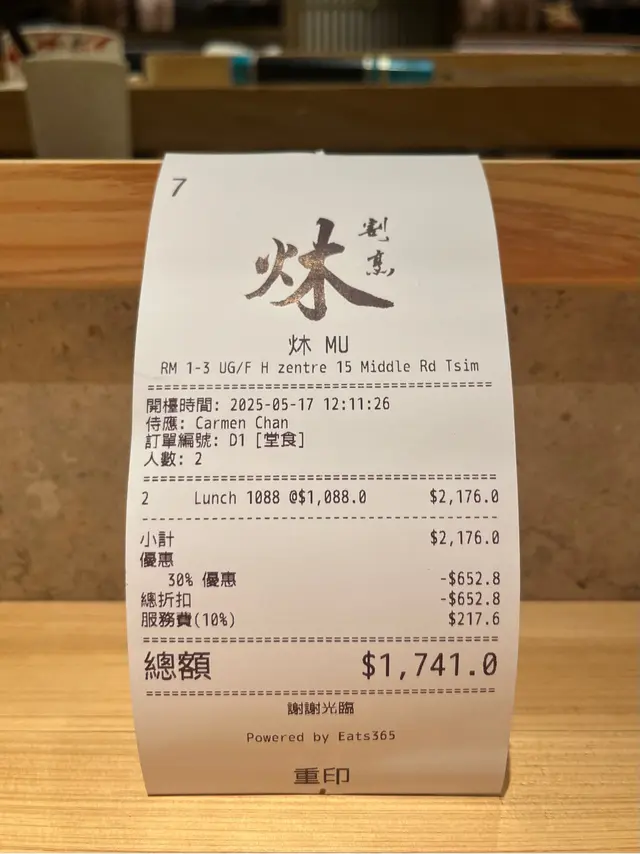 7
割烹
炑
炑 MU
RM 1-3 UG/F H zentre 15 Middle Rd Tsim
開檯時間: 2025-05-17 12:11:26
侍應: Carmen Chan
訂單編號: D1 [堂食]
人數: 2
2 Lunch 1088 @$1,088.0 $2,176.0
小計 $2,176.0
優惠
30% 優惠 -$652.8
總折扣 -$652.8
服務費(10%) $217.6
總額 $1,741.0
謝謝光臨
Powered by Eats365
重印